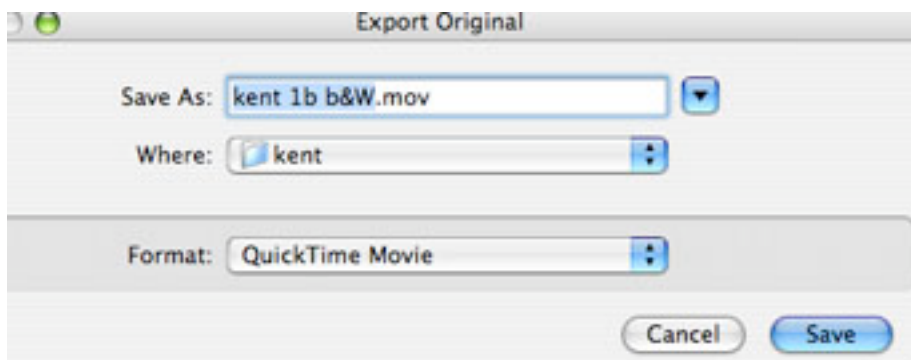 Export Original
Save As: kent 1b b&W.mov
Where: kent
Format: QuickTime Movie
Cancel Save